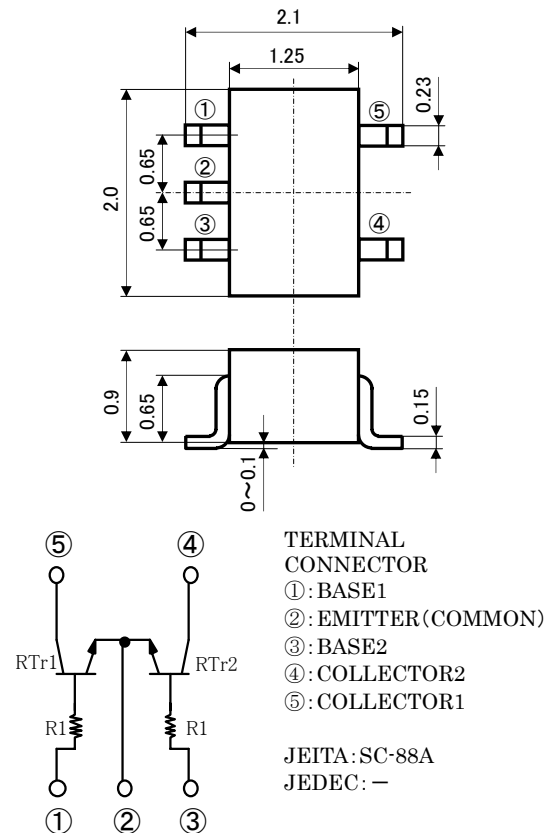 2.1
1.25
① ⑤
0.23
0.65
2.0
②
0.65
③ ④
0.9
0.65
0.15
0〜0.1
⑤ ④
RTr1 RTr2
R1 R1
① ② ③
TERMINAL
CONNECTOR
①:BASE1
②:EMITTER(COMMON)
③:BASE2
④:COLLECTOR2
⑤:COLLECTOR1
JEITA:SC-88A
JEDEC:－